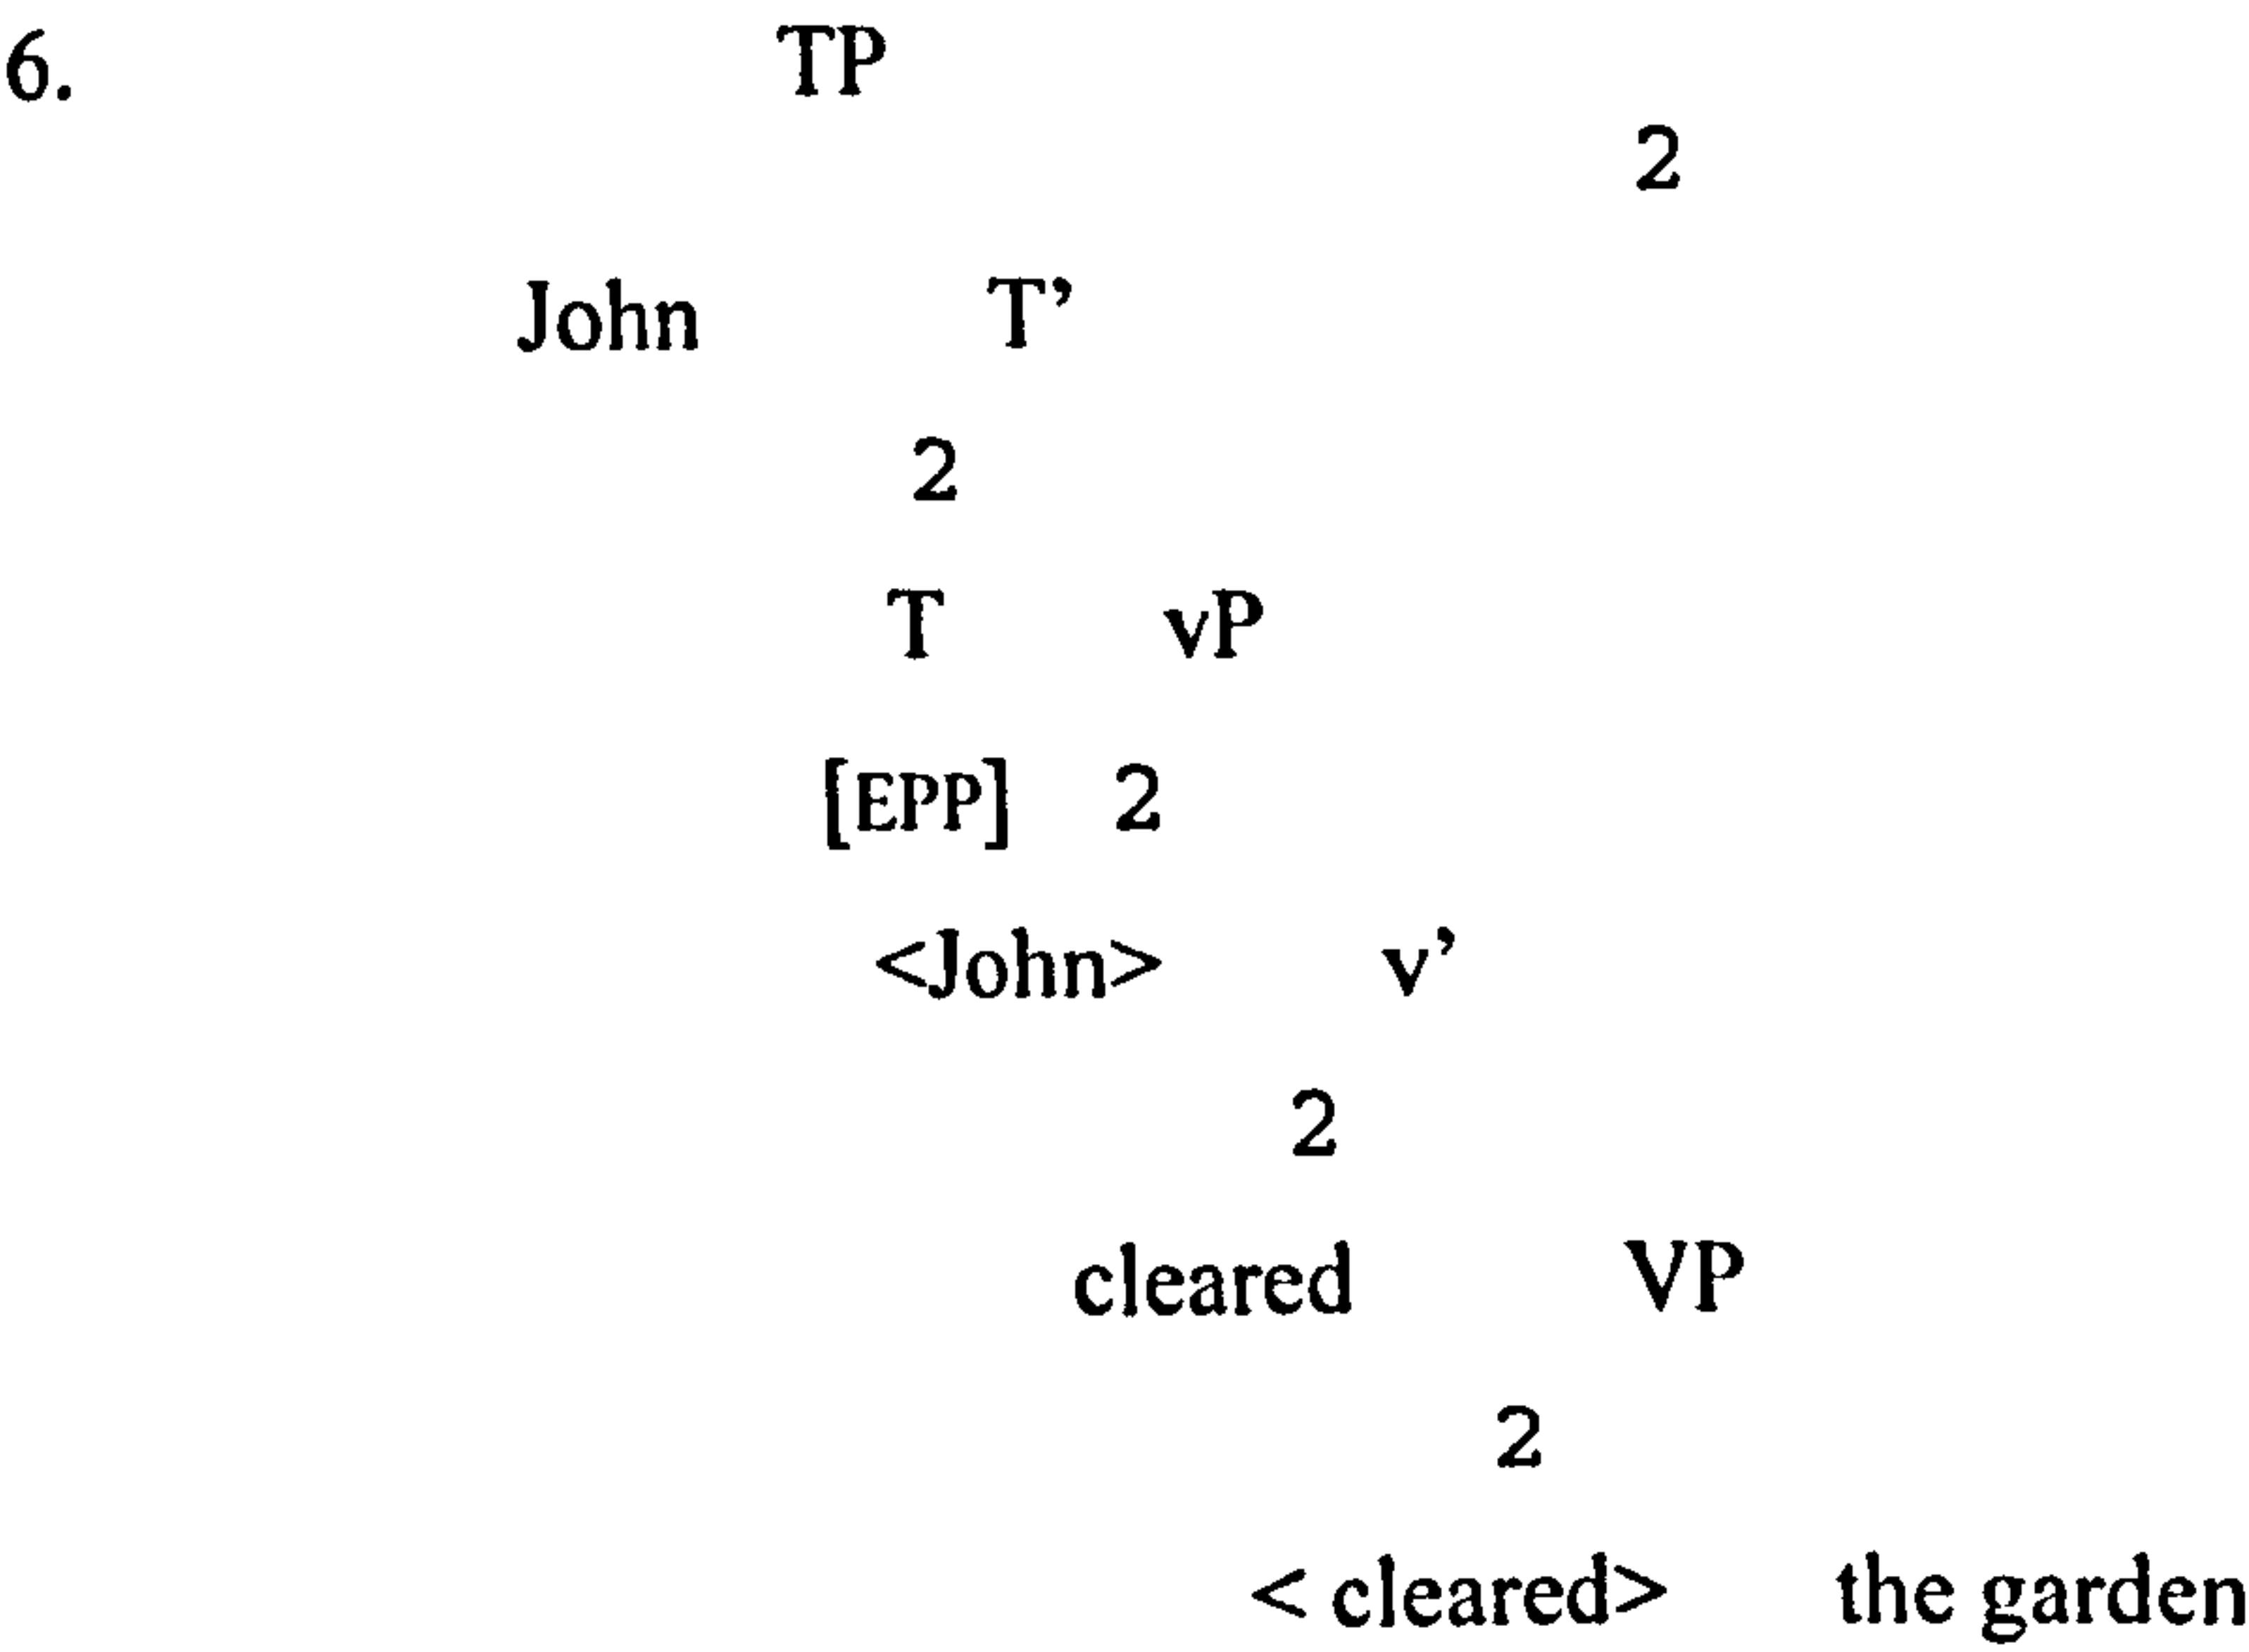 6. TP
2
John T’
2
T vP
[EPP] 2
<John> v’
2
cleared VP
2
< cleared> the garden